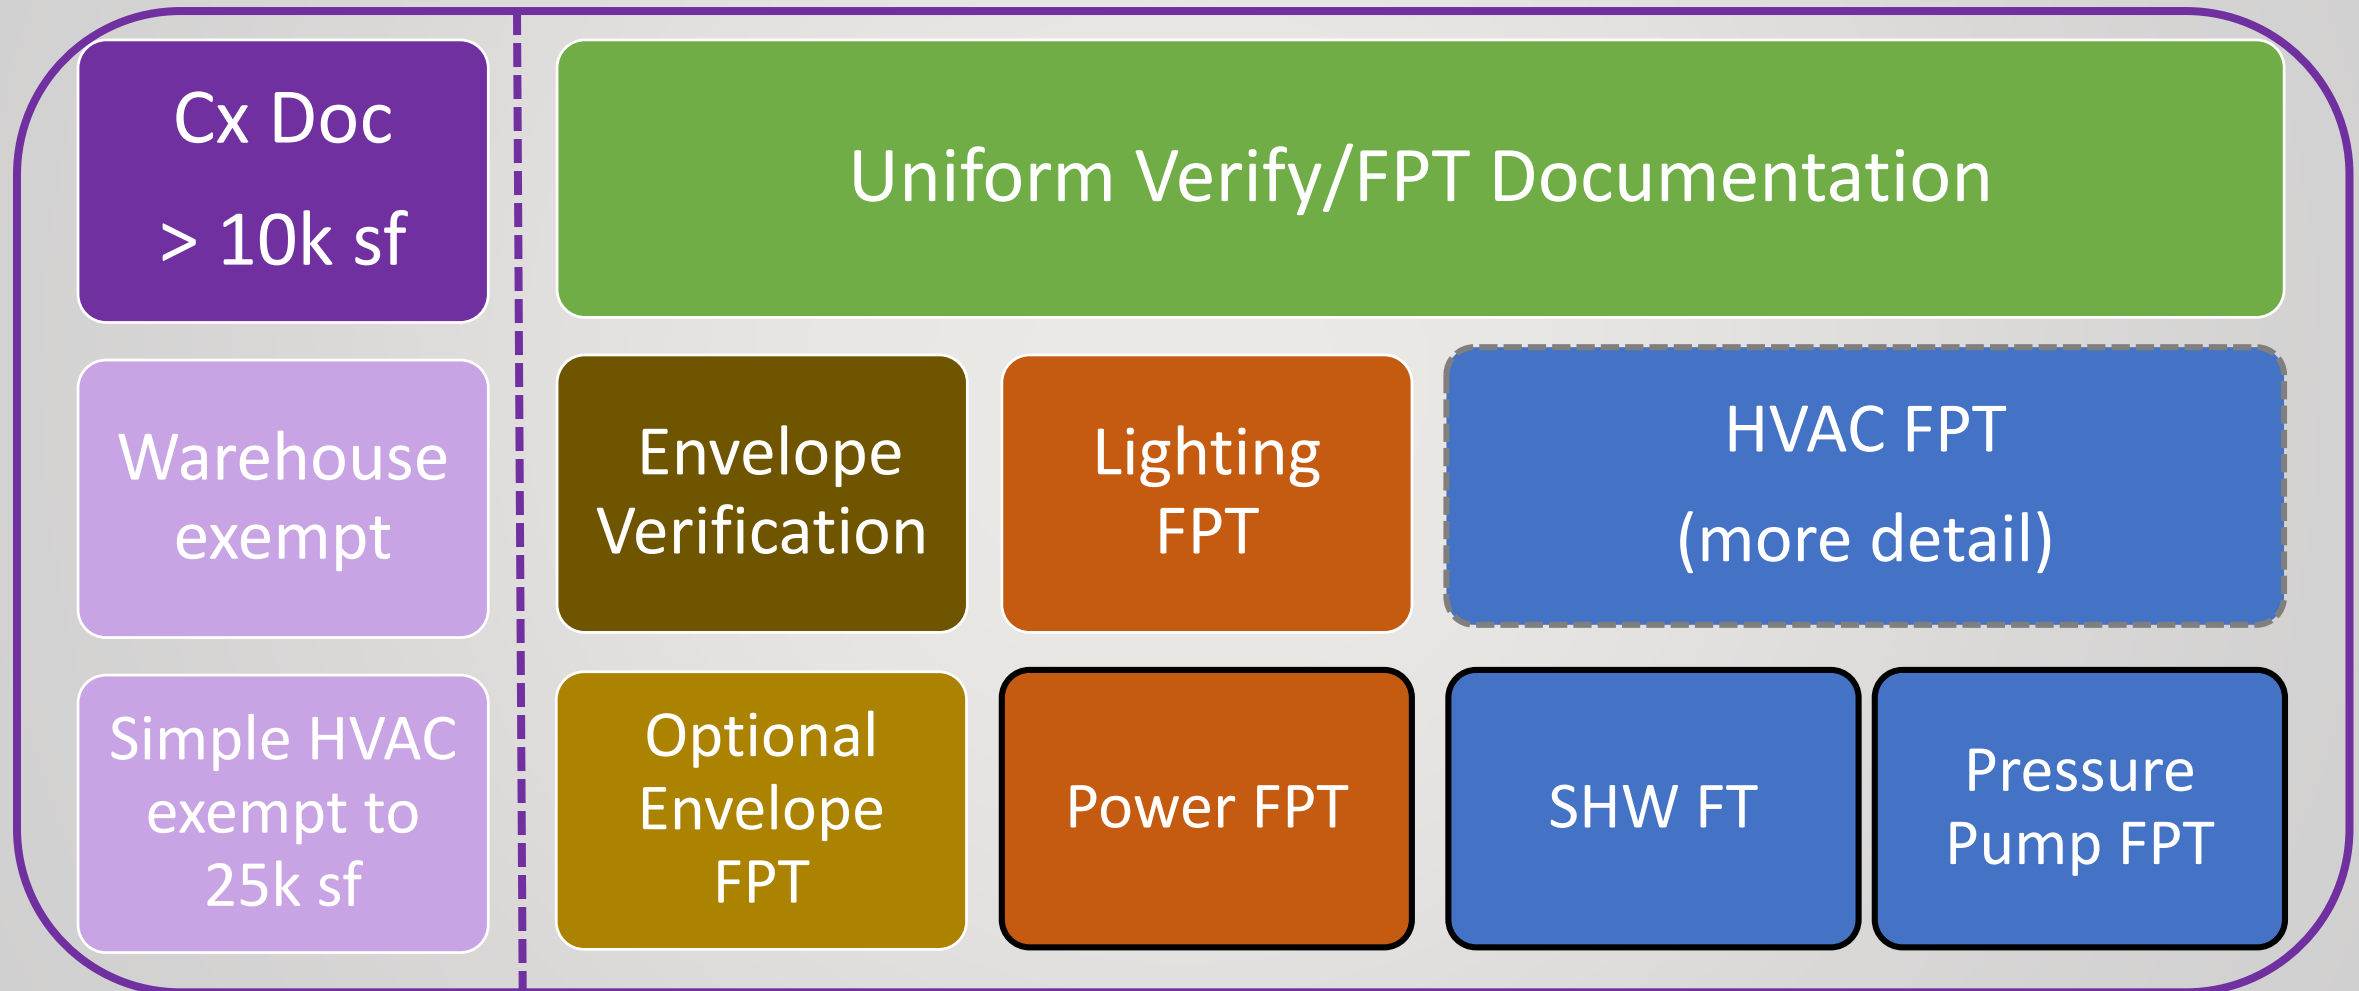 Cx Doc
> 10k sf
Uniform Verify/FPT Documentation
Warehouse
exempt
Envelope
Verification
Lighting
FPT
HVAC FPT
(more detail)
Simple HVAC
exempt to
25k sf
Optional
Envelope
FPT
Power FPT
SHW FT
Pressure
Pump FPT